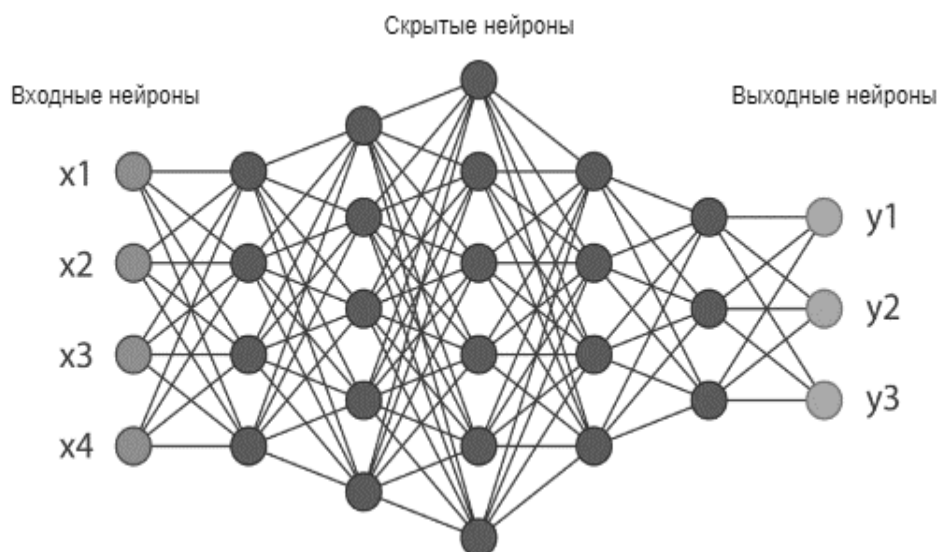 Скрытые нейроны
Входные нейроны
Выходные нейроны
x1
x2
x3
x4
y1
y2
y3